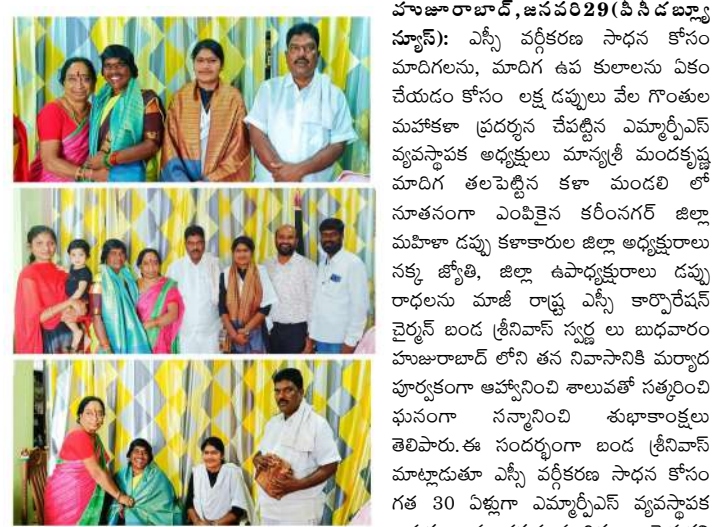 హుజూరాబాద్,జనవరి29(పిసిడబ్ల్యూ
న్యూస్): ఎస్సీ వర్గీకరణ సాధన కోసం
మాదిగలను, మాదిగ ఉప కులాలను ఏకం
చేయడం కోసం లక్ష డప్పులు వేల గొంతుల
మహాకళా ప్రదర్శన చేపట్టిన ఎమ్మార్పీఎస్
వ్యవస్థాపక అధ్యక్షులు మాన్యశ్రీ మందకృష్ణ
మాదిగ తలపెట్టిన కళా మండలి లో
నూతనంగా ఎంపికైన కరీంనగర్ జిల్లా
మహిళా డప్పు కళాకారుల జిల్లా అధ్యక్షురాలు
నక్క జ్యోతి, జిల్లా ఉపాధ్యక్షురాలు డప్పు
రాధలను మాజీ రాష్ట్ర ఎస్సీ కార్పొరేషన్
చైర్మన్ బండ శ్రీనివాస్ స్వర్ణ లు బుధవారం
హుజురాబాద్ లోని తన నివాసానికి మర్యాద
పూర్వకంగా ఆహ్వానించి శాలువతో సత్కరించి
ఘనంగా సన్మానించి శుభాకాంక్షలు
తెలిపారు.ఈ సందర్భంగా బండ శ్రీనివాస్
మాట్లాడుతూ ఎస్సీ వర్గీకరణ సాధన కోసం
గత 30 ఏళ్లుగా ఎమ్మార్పీఎస్ వ్యవస్థాపక